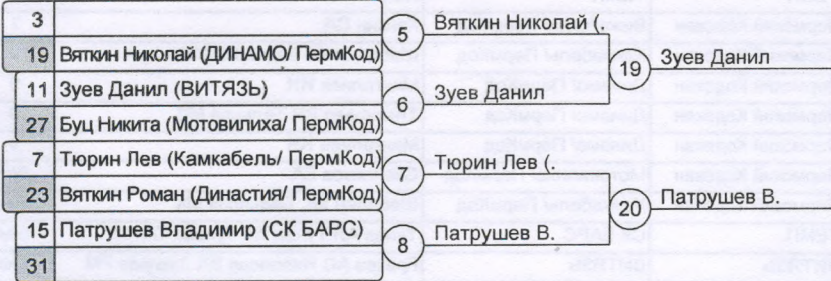 3
5 Вяткин Николай (.
19 Вяткин Николай (ДИНАМО/ ПермКод)
19 Зуев Данил
11 Зуев Данил (ВИТЯЗЬ)
6 Зуев Данил
27 Буц Никита (Мотовилиха/ ПермКод)
7 Тюрин Лев (Камкабель/ ПермКод)
7 Тюрин Лев (.
23 Вяткин Роман (Династия/ ПермКод)
20 Патрушев В.
15 Патрушев Владимир (СК БАРС)
8 Патрушев В.
31